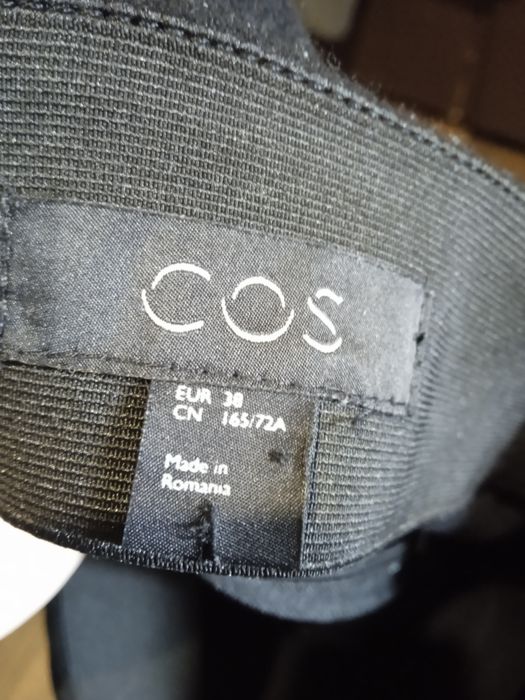 COS
EUR 38
CN 165/72A
Made in
Romania